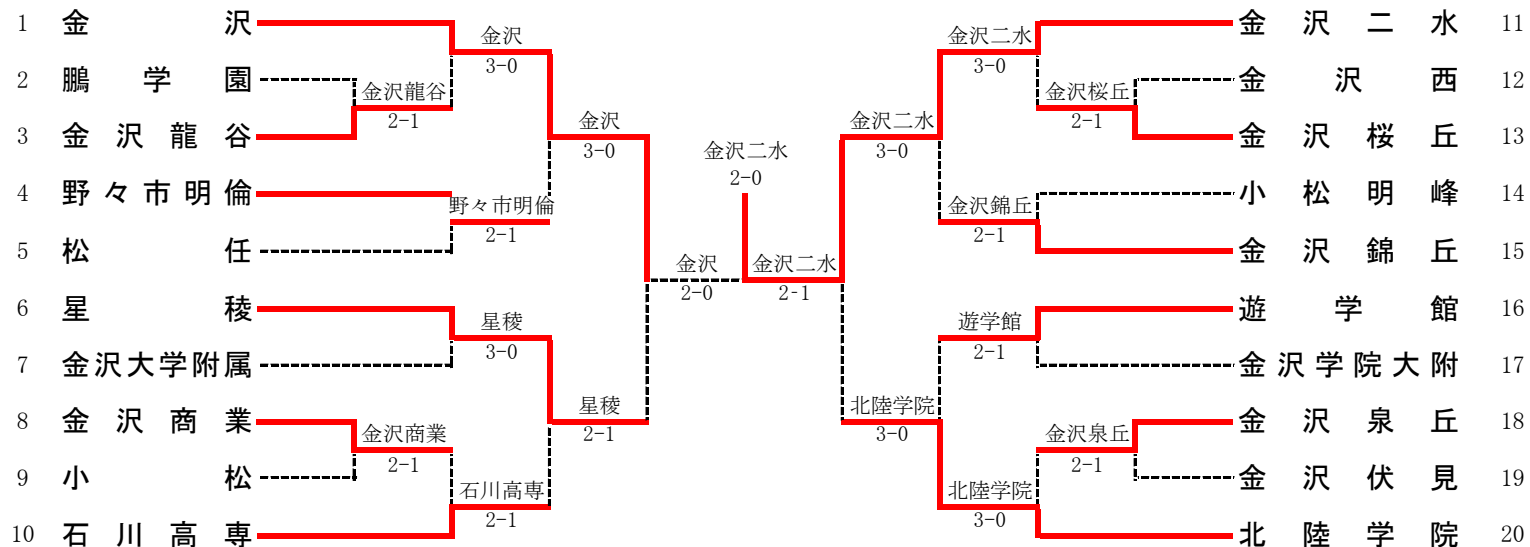 1 金沢
金沢
3-0
2 鵬学園
金沢龍谷
2-1
3 金沢龍谷
金沢
3-0
4 野々市明倫
野々市明倫
2-1
5 松任
金沢
2-0
6 星稜
星稜
3-0
7 金沢大学附属
8 金沢商業
星稜
2-1
金沢商業
2-1
9 小松
石川高専
2-1
10 石川高専
金沢二水
2-0
金沢二水 11
金沢二水
3-0
金沢西 12
金沢桜丘
2-1
金沢桜丘 13
金沢二水
3-0
小松明峰 14
金沢錦丘
2-1
金沢錦丘 15
金沢二水
2-1
遊学館 16
遊学館
2-1
金沢学院大附 17
北陸学院
3-0
金沢泉丘 18
金沢泉丘
2-1
金沢伏見 19
北陸学院
3-0
北陸学院 20